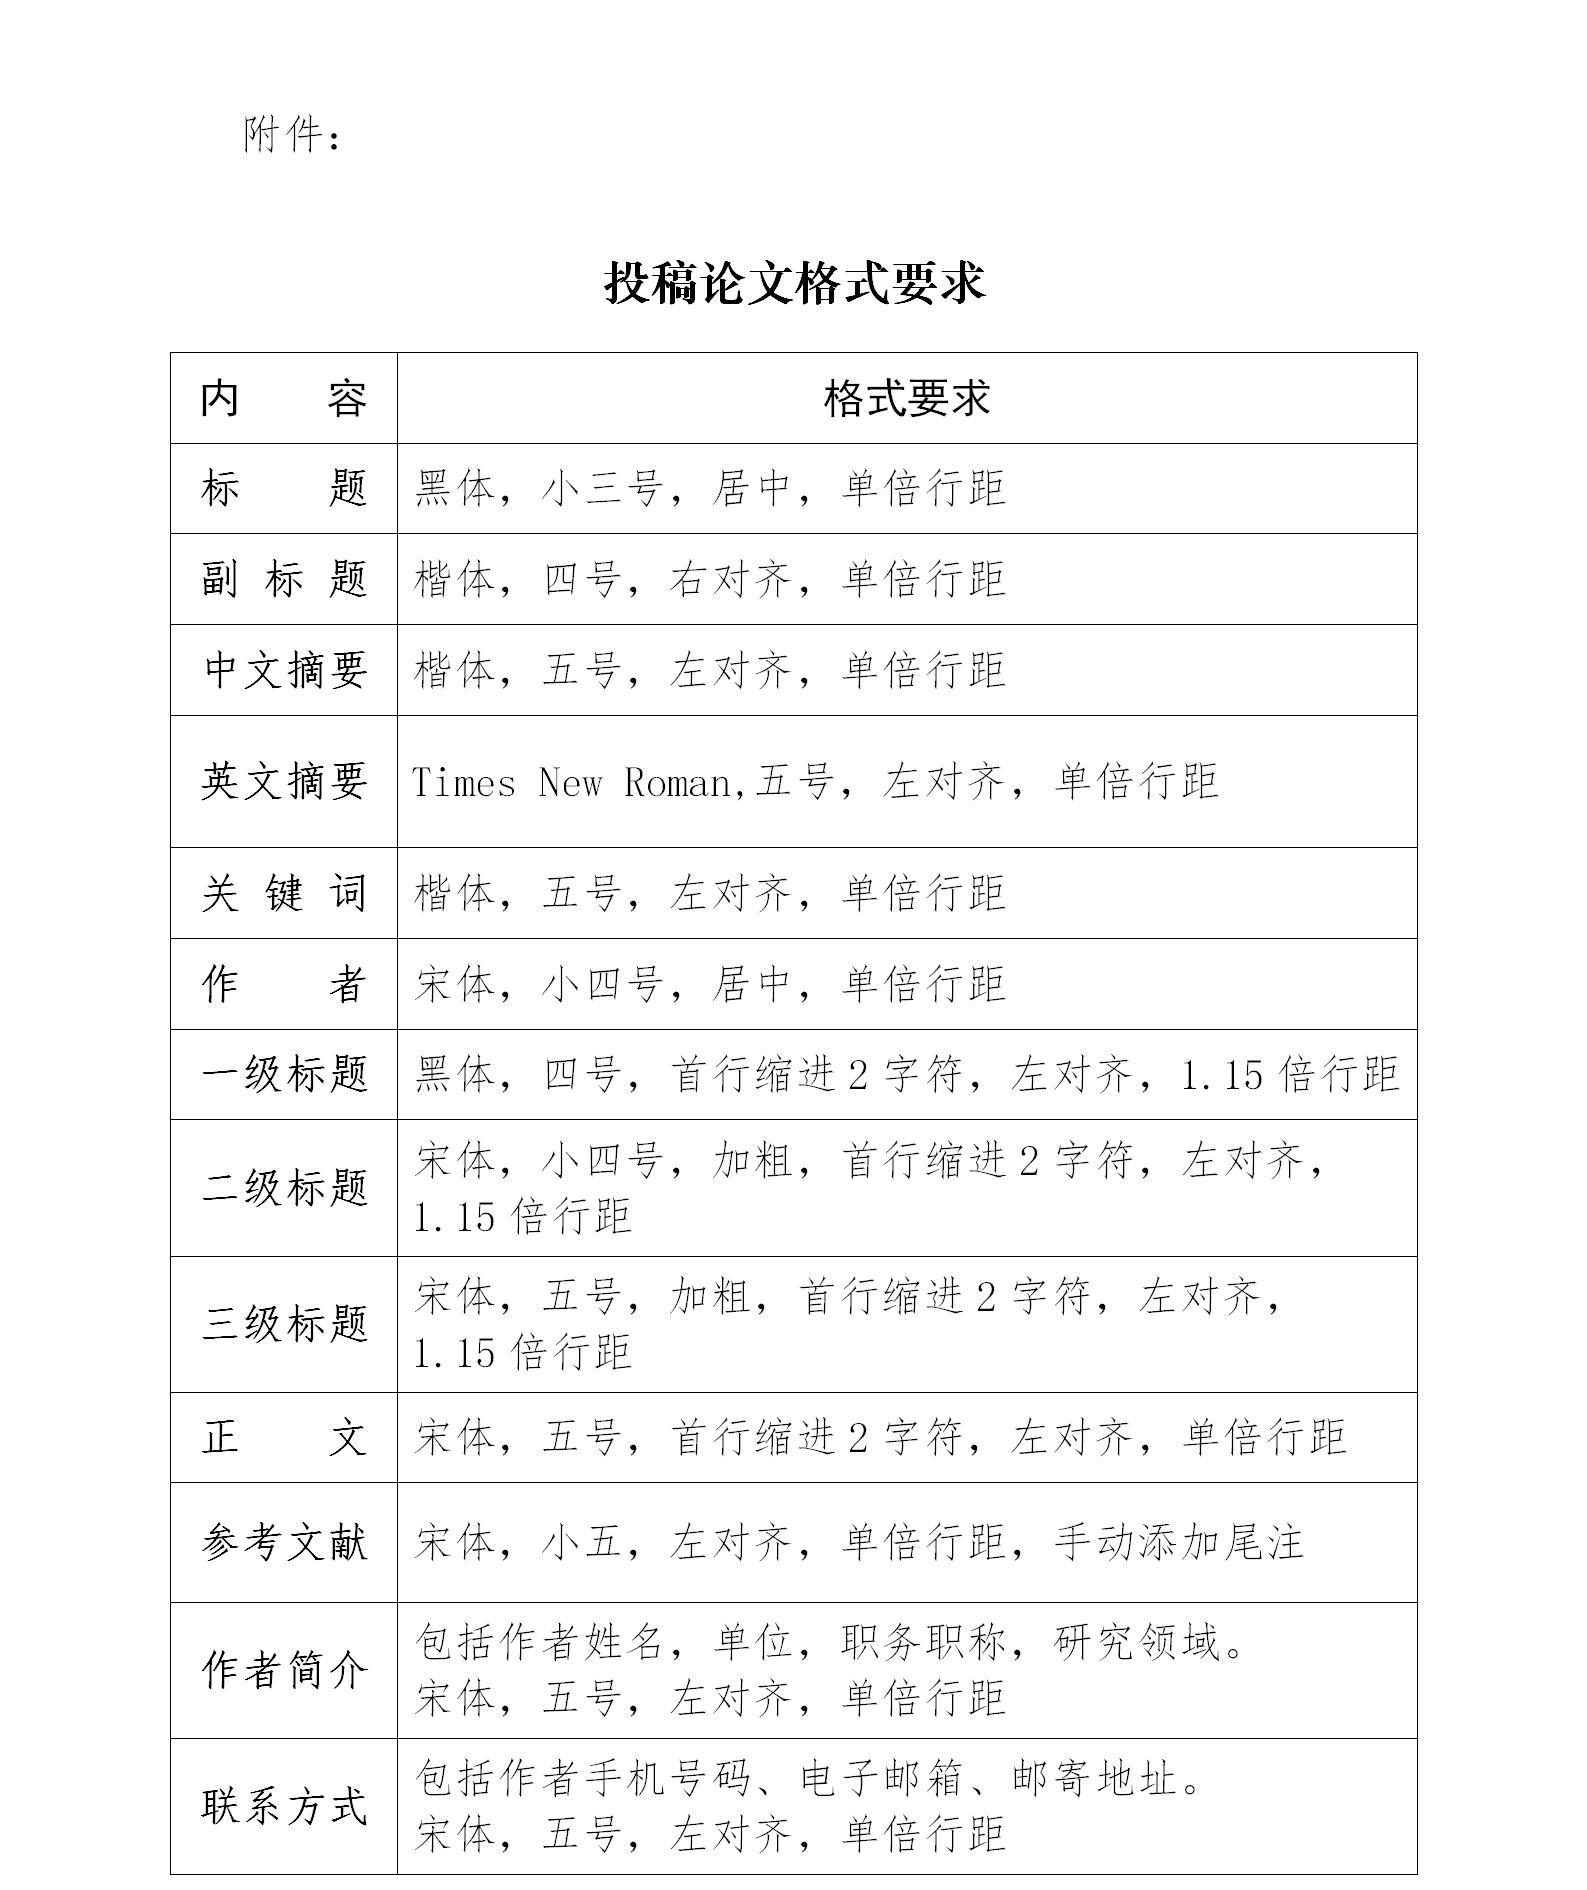 附件：
投稿论文格式要求
内容 格式要求
标题 黑体，小三号，居中，单倍行距
副标题 楷体，四号，右对齐，单倍行距
中文摘要 楷体，五号，左对齐，单倍行距
英文摘要 Times New Roman,五号，左对齐，单倍行距
关键词 楷体，五号，左对齐，单倍行距
作者 宋体，小四号，居中，单倍行距
一级标题 黑体，四号，首行缩进2字符，左对齐，1.15倍行距
二级标题 宋体，小四号，加粗，首行缩进2字符，左对齐，
1.15倍行距
三级标题 宋体，五号，加粗，首行缩进2字符，左对齐，
1.15倍行距
正文 宋体，五号，首行缩进2字符，左对齐，单倍行距
参考文献 宋体，小五，左对齐，单倍行距，手动添加尾注
作者简介 包括作者姓名，单位，职务职称，研究领域。
宋体，五号，左对齐，单倍行距
联系方式 包括作者手机号码、电子邮箱、邮寄地址。
宋体，五号，左对齐，单倍行距